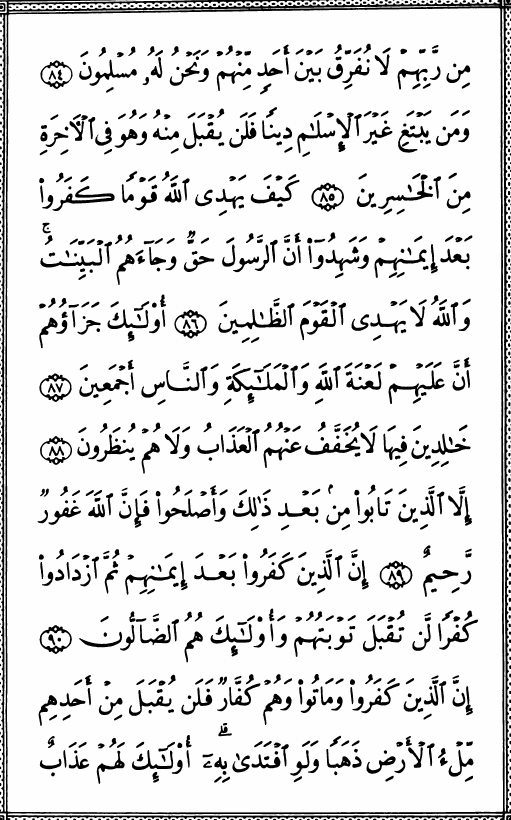 مِن رَّبِّهِمْ لَا نُفَرِّقُ بَيْنَ أَحَدٍ مِّنْهُمْ وَنَحْنُ لَهُۥ مُسْلِمُونَ ٨٤
وَمَن يَبْتَغِ غَيْرَ ٱلْإِسْلَٰمِ دِينًا فَلَن يُقْبَلَ مِنْهُ وَهُوَ فِى ٱلْءَاخِرَةِ
مِنَ ٱلْخَٰسِرِينَ ٨٥ كَيْفَ يَهْدِى ٱللَّهُ قَوْمًا كَفَرُوا۟
بَعْدَ إِيمَٰنِهِمْ وَشَهِدُوٓا۟ أَنَّ ٱلرَّسُولَ حَقٌّ وَجَآءَهُمُ ٱلْبَيِّنَٰتُ ۚ
وَٱللَّهُ لَا يَهْدِى ٱلْقَوْمَ ٱلظَّٰلِمِينَ ٨٦ أُو۟لَٰٓئِكَ جَزَآؤُهُمْ
أَنَّ عَلَيْهِمْ لَعْنَةَ ٱللَّهِ وَٱلْمَلَٰٓئِكَةِ وَٱلنَّاسِ أَجْمَعِينَ ٨٧
خَٰلِدِينَ فِيهَا لَا يُخَفَّفُ عَنْهُمُ ٱلْعَذَابُ وَلَا هُمْ يُنظَرُونَ ٨٨
إِلَّا ٱلَّذِينَ تَابُوا۟ مِنۢ بَعْدِ ذَٰلِكَ وَأَصْلَحُوا۟ فَإِنَّ ٱللَّهَ غَفُورٌ
رَّحِيمٌ ٨٩ إِنَّ ٱلَّذِينَ كَفَرُوا۟ بَعْدَ إِيمَٰنِهِمْ ثُمَّ ٱزْدَادُوا۟
كُفْرًا لَّن تُقْبَلَ تَوْبَتُهُمْ وَأُو۟لَٰٓئِكَ هُمُ ٱلضَّآلُّونَ ٩٠
إِنَّ ٱلَّذِينَ كَفَرُوا۟ وَمَاتُوا۟ وَهُمْ كُفَّارٌ فَلَن يُقْبَلَ مِنْ أَحَدِهِم
مِّلْءُ ٱلْأَرْضِ ذَهَبًا وَلَوِ ٱفْتَدَىٰ بِهِۦٓ ۗ أُو۟لَٰٓئِكَ لَهُمْ عَذَابٌ